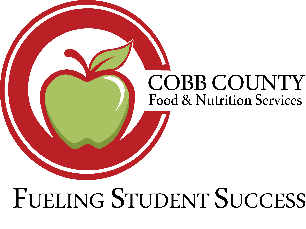 COBB COUNTY
Food & Nutrition Services
FUELING STUDENT SUCCESS